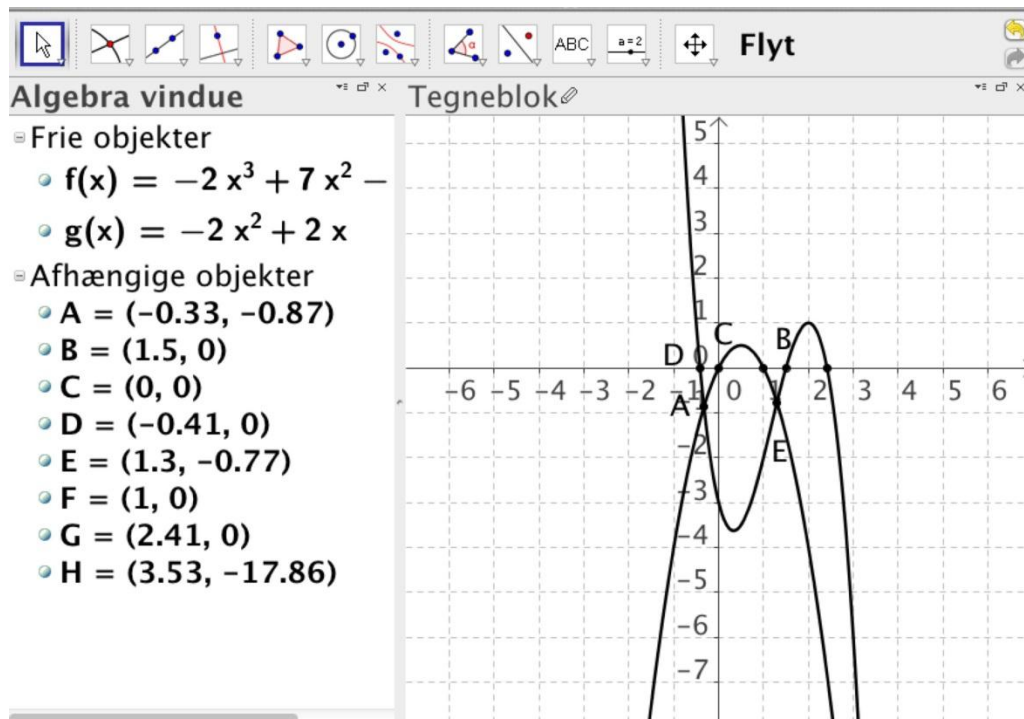 ABC a=2 Flyt
Algebra vindue
Tegneblok
Frie objekter
f(x) = −2 x³ + 7 x² −
g(x) = −2 x² + 2 x
Afhængige objekter
A = (-0.33, -0.87)
B = (1.5, 0)
C = (0, 0)
D = (-0.41, 0)
E = (1.3, -0.77)
F = (1, 0)
G = (2.41, 0)
H = (3.53, -17.86)
5
4
3
2
1
C B
D 0
-6 -5 -4 -3 -2 -1 0 2 3 4 5 6
A
-2 E
-3
-4
-5
-6
-7